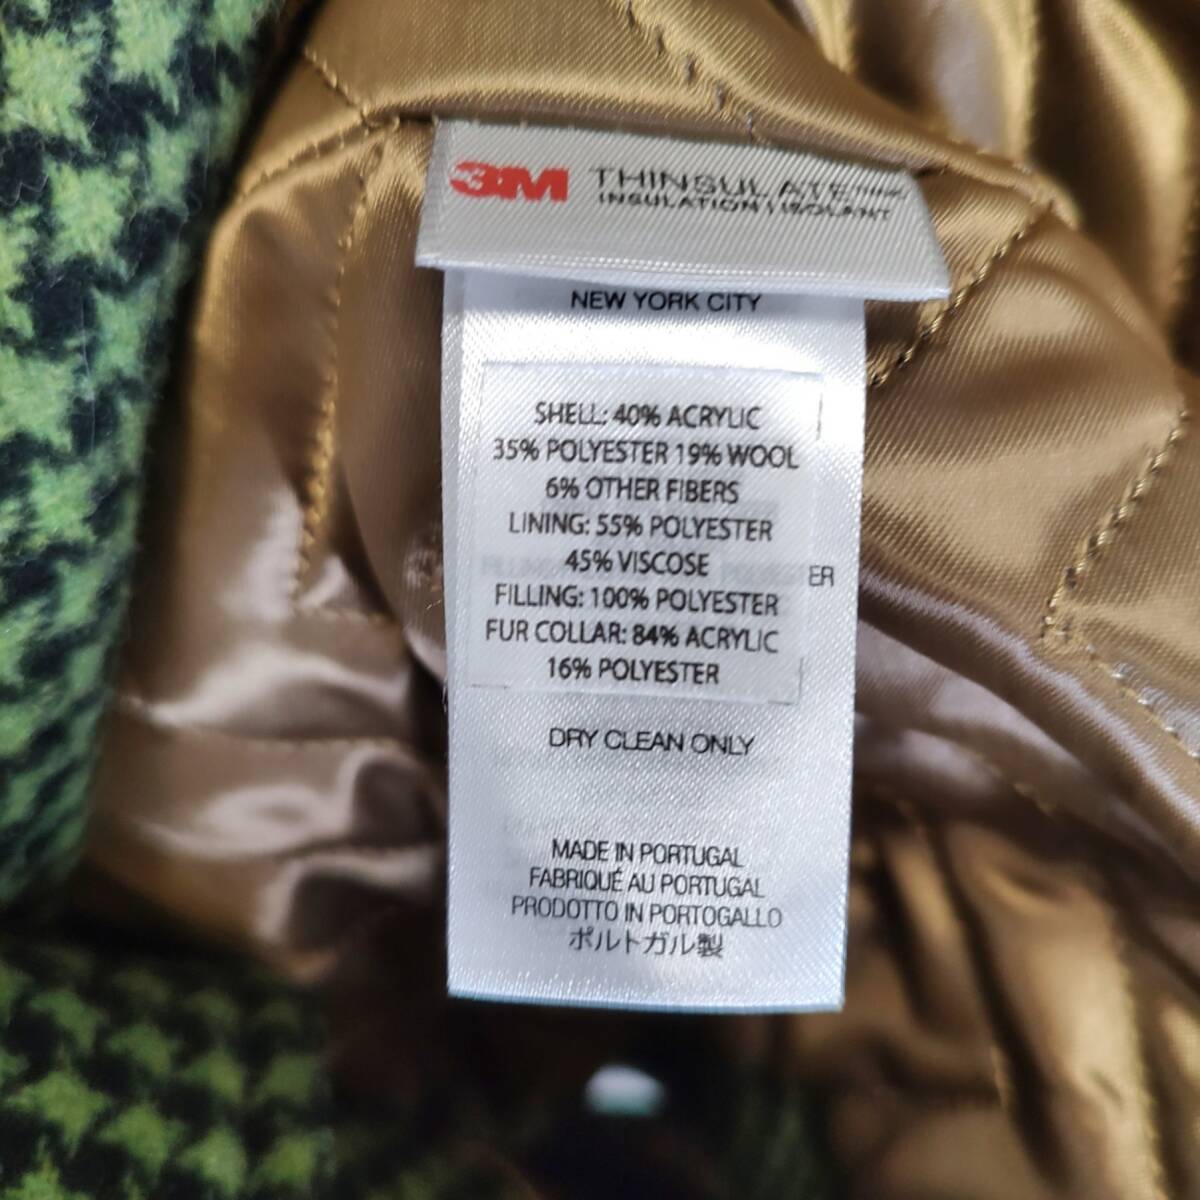 3M THINSULATE™
INSULATION | ISOLANT
NEW YORK CITY
SHELL: 40% ACRYLIC
35% POLYESTER 19% WOOL
6% OTHER FIBERS
LINING: 55% POLYESTER
45% VISCOSE
ER
FILLING: 100% POLYESTER
FUR COLLAR: 84% ACRYLIC
16% POLYESTER
DRY CLEAN ONLY
MADE IN PORTUGAL
FABRIQUÉ AU PORTUGAL
PRODOTTO IN PORTOGALLO
ポルトガル製